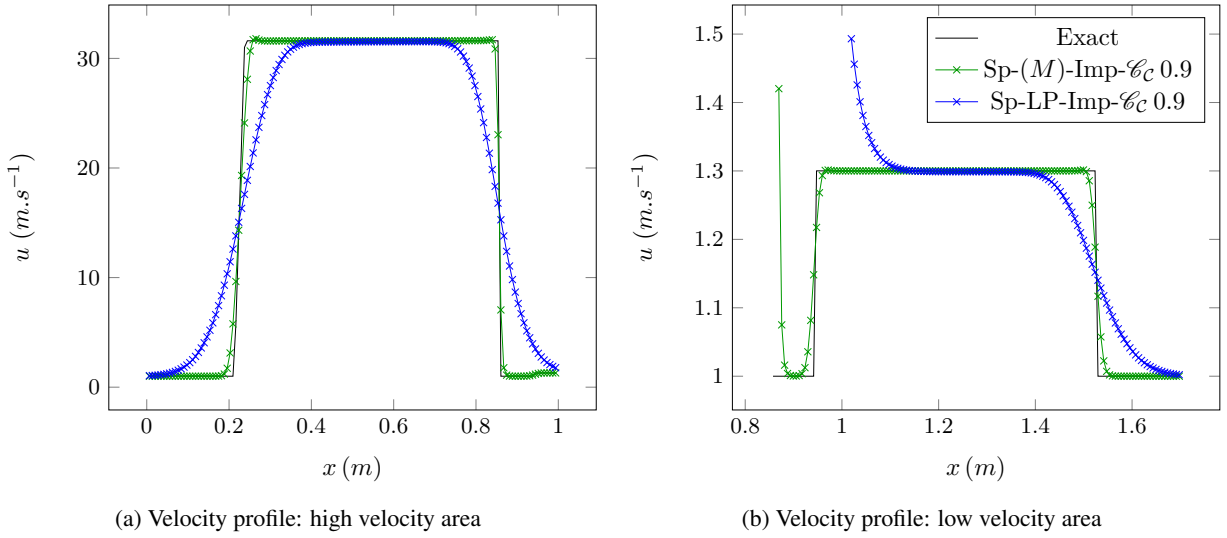 30
20
10
0
u (m.s⁻¹)
0
0.2
0.4
0.6
0.8
1
x (m)
(a) Velocity profile: high velocity area
1.5
1.4
1.3
1.2
1.1
1
u (m.s⁻¹)
0.8
1
1.2
1.4
1.6
x (m)
Exact
Sp-(M)-Imp-𝒞_𝒞 0.9
Sp-LP-Imp-𝒞_𝒞 0.9
(b) Velocity profile: low velocity area